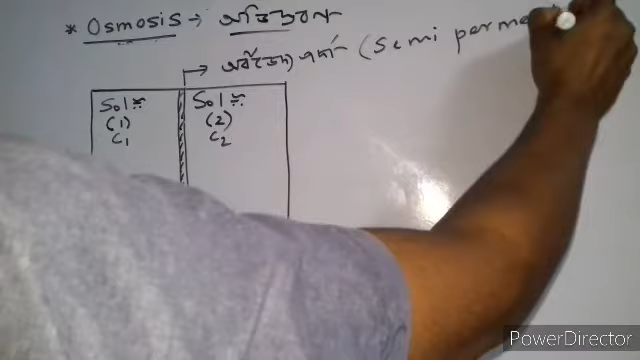 * Osmosis → অভিস্রবণ
→ অর্ধভেদ্য পর্দা (Semi perme
Sol ⁿ Sol ⁿ
(1) (2)
C₁ C₂
PowerDirector